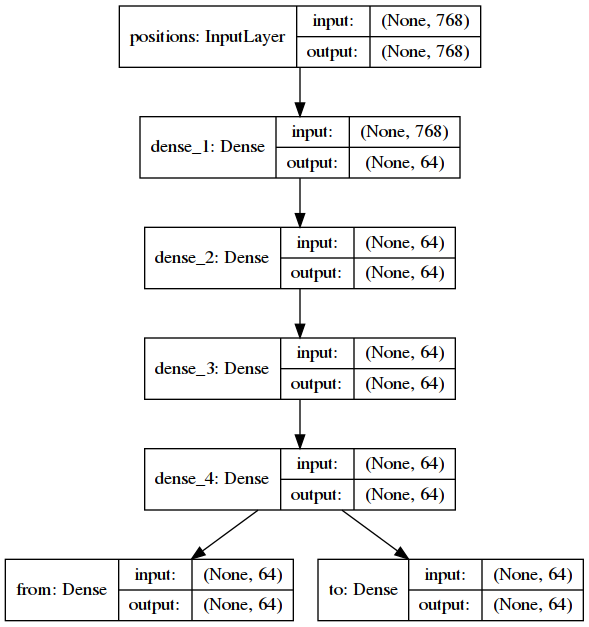 positions: InputLayer
input: (None, 768)
output: (None, 768)
dense_1: Dense
input: (None, 768)
output: (None, 64)
dense_2: Dense
input: (None, 64)
output: (None, 64)
dense_3: Dense
input: (None, 64)
output: (None, 64)
dense_4: Dense
input: (None, 64)
output: (None, 64)
from: Dense
input: (None, 64)
output: (None, 64)
to: Dense
input: (None, 64)
output: (None, 64)